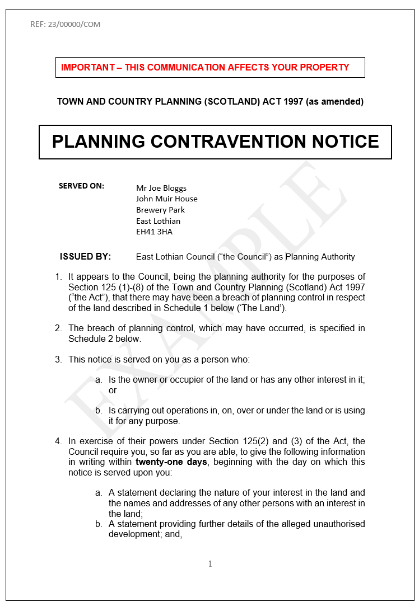 REF: 23/00000/COM
IMPORTANT – THIS COMMUNICATION AFFECTS YOUR PROPERTY
TOWN AND COUNTRY PLANNING (SCOTLAND) ACT 1997 (as amended)
PLANNING CONTRAVENTION NOTICE
SERVED ON:
Mr Joe Bloggs
John Muir House
Brewery Park
East Lothian
EH41 3HA
ISSUED BY: East Lothian Council ("the Council") as Planning Authority
1. It appears to the Council, being the planning authority for the purposes of
Section 125 (1)-(8) of the Town and Country Planning (Scotland) Act 1997
("the Act"), that there may have been a breach of planning control in respect
of the land described in Schedule 1 below ('The Land').
2. The breach of planning control, which may have occurred, is specified in
Schedule 2 below.
3. This notice is served on you as a person who:
a. Is the owner or occupier of the land or has any other interest in it;
or
b. Is carrying out operations in, on, over or under the land or is using
it for any purpose.
4. In exercise of their powers under Section 125(2) and (3) of the Act, the
Council require you, so far as you are able, to give the following information
in writing within twenty-one days, beginning with the day on which this
notice is served upon you:
a. A statement declaring the nature of your interest in the land and
the names and addresses of any other persons with an interest in
the land;
b. A statement providing further details of the alleged unauthorised
development; and,
1
EXAMPLE